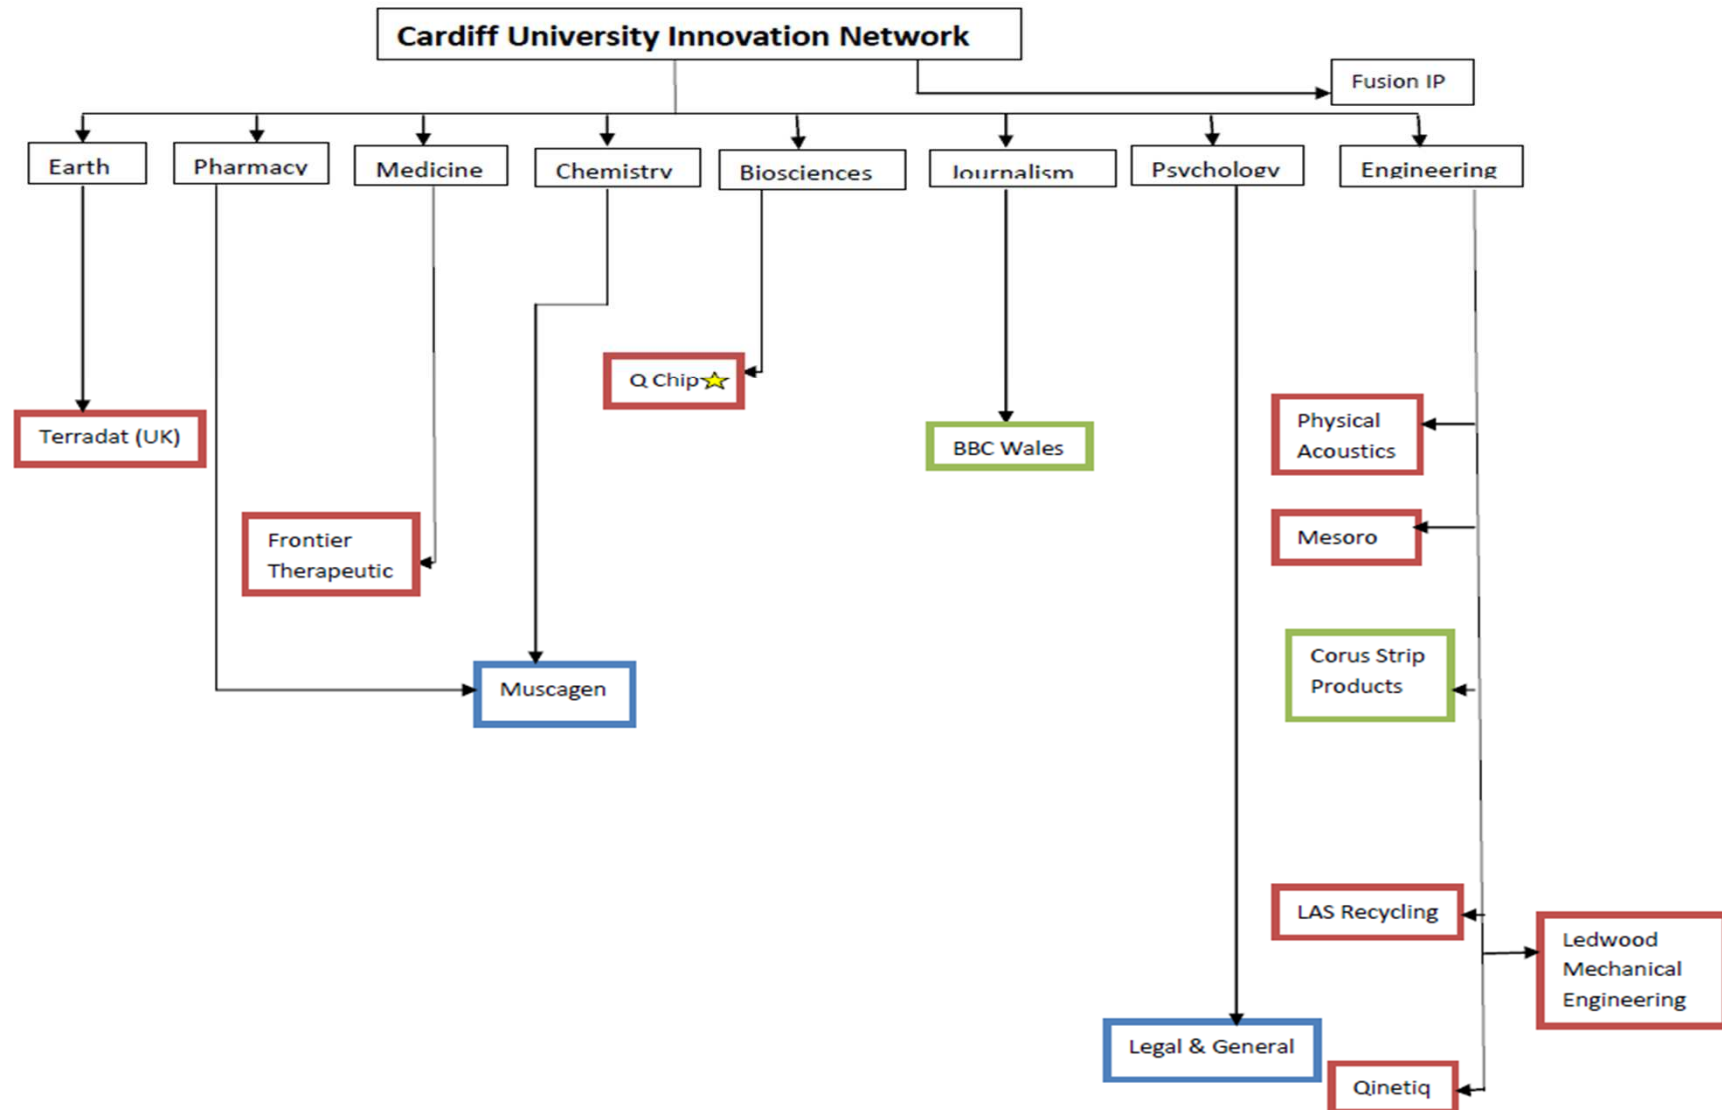 Cardiff University Innovation Network
Fusion IP
Earth
Pharmacy
Medicine
Chemistry
Biosciences
Journalism
Psychology
Engineering
Q Chip
Terradat (UK)
BBC Wales
Physical
Acoustics
Frontier
Therapeutic
Mesoro
Muscagen
Corus Strip
Products
LAS Recycling
Ledwood
Mechanical
Engineering
Legal & General
Qinetiq